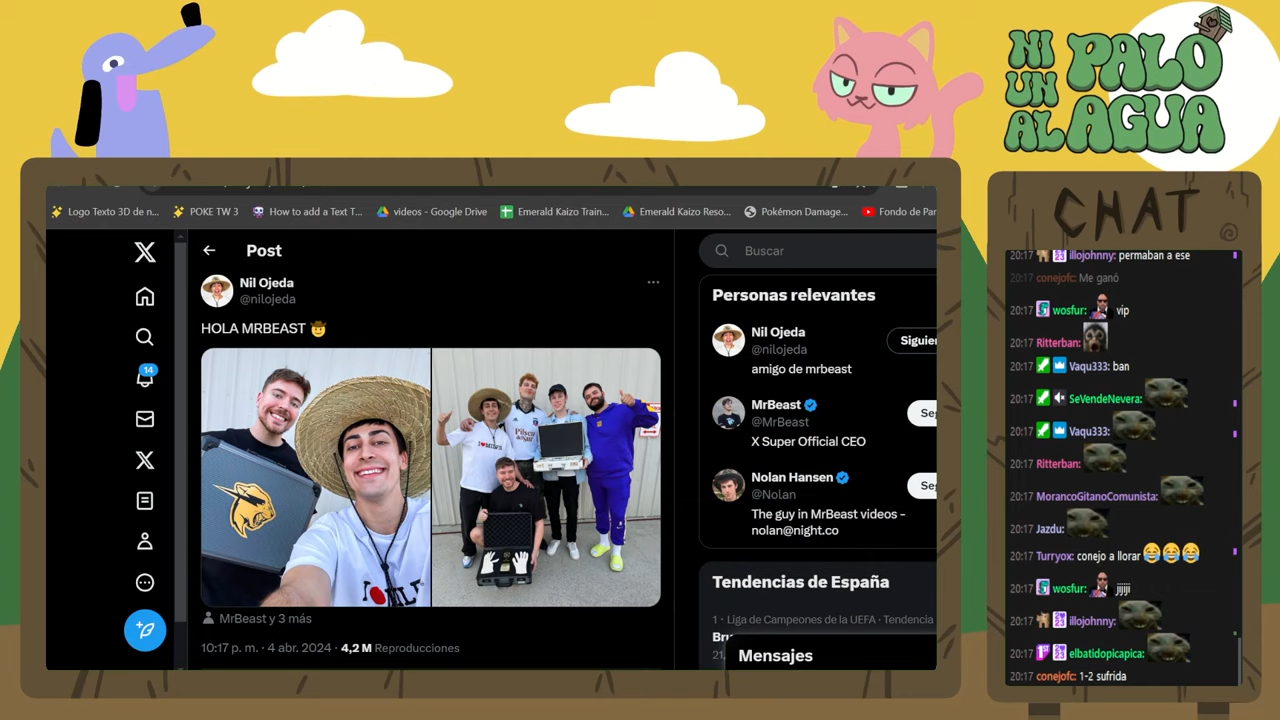 NI
UN
AL
PALO
AGUA
Logo Texto 3D de n...
POKE TW 3
How to add a Text T...
videos - Google Drive
Emerald Kaizo Train...
Emerald Kaizo Reso...
Pokémon Damage...
Fondo de Par
Post
Nil Ojeda
@nilojeda
HOLA MRBEAST
MrBeast y 3 más
10:17 p. m. · 4 abr. 2024 · 4,2 M Reproducciones
14
Buscar
Personas relevantes
Nil Ojeda
@nilojeda
Siguien
amigo de mrbeast
MrBeast
@MrBeast
Se
X Super Official CEO
Nolan Hansen
@Nolan
Se
The guy in MrBeast videos -
nolan@night.co
Tendencias de España
1 · Liga de Campeones de la UEFA · Tendencia
Bru
21,
Mensajes
CHAT
20:17 illojohnny: permaban a ese
20:17 conejofc: Me ganó
20:17 wosfur: vip
20:17 Ritterban:
20:17 Vaqu333: ban
20:17 SeVendeNevera:
20:17 Vaqu333:
20:17 Ritterban:
20:17 MorancoGitanoComunista:
20:17 Jazdu:
20:17 Turryox: conejo a llorar
20:17 wosfur: jijijiji
20:17 illojohnny:
20:17 elbatidopicapica:
20:17 conejofc: 1-2 sufrida